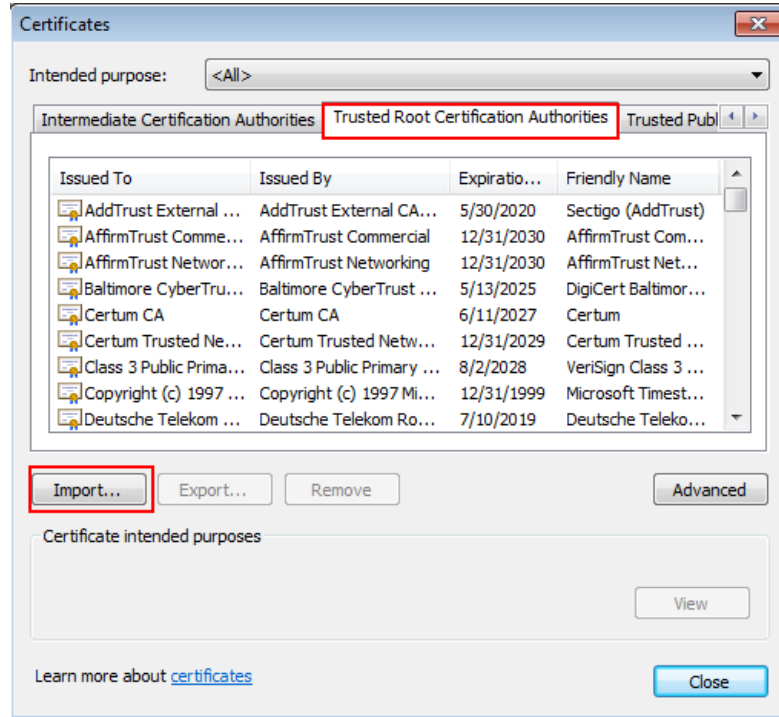 Certificates
Intended purpose: <All>
Intermediate Certification Authorities Trusted Root Certification Authorities Trusted Publ
Issued To Issued By Expiratio... Friendly Name
AddTrust External ... AddTrust External CA... 5/30/2020 Sectigo (AddTrust)
AffirmTrust Comme... AffirmTrust Commercial 12/31/2030 AffirmTrust Com...
AffirmTrust Networ... AffirmTrust Networking 12/31/2030 AffirmTrust Net...
Baltimore CyberTru... Baltimore CyberTrust ... 5/13/2025 DigiCert Baltimor...
Certum CA Certum CA 6/11/2027 Certum
Certum Trusted Ne... Certum Trusted Netw... 12/31/2029 Certum Trusted ...
Class 3 Public Prima... Class 3 Public Primary ... 8/2/2028 VeriSign Class 3 ...
Copyright (c) 1997 ... Copyright (c) 1997 Mi... 12/31/1999 Microsoft Timest...
Deutsche Telekom ... Deutsche Telekom Ro... 7/10/2019 Deutsche Teleko...
Import... Export... Remove Advanced
Certificate intended purposes
View
Learn more about certificates
Close